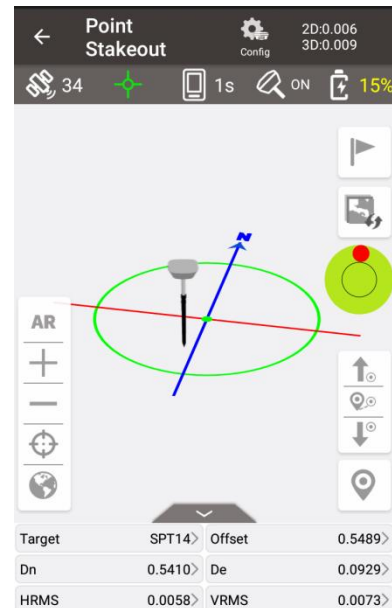 Point
Stakeout
Config
2D:0.006
3D:0.009
34
1s
ON
15%
N
AR
Target
SPT14
Offset
0.5489
Dn
0.5410
De
0.0929
HRMS
0.0058
VRMS
0.0073